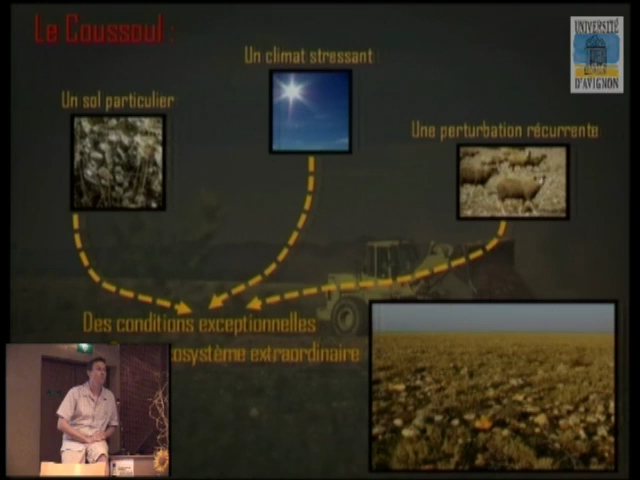 Le Coussoul :
Un climat stressant
UNIVERSITÉ
D'AVIGNON
Un sol particulier
Une perturbation récurrente
Des conditions exceptionnelles
osystème extraordinaire